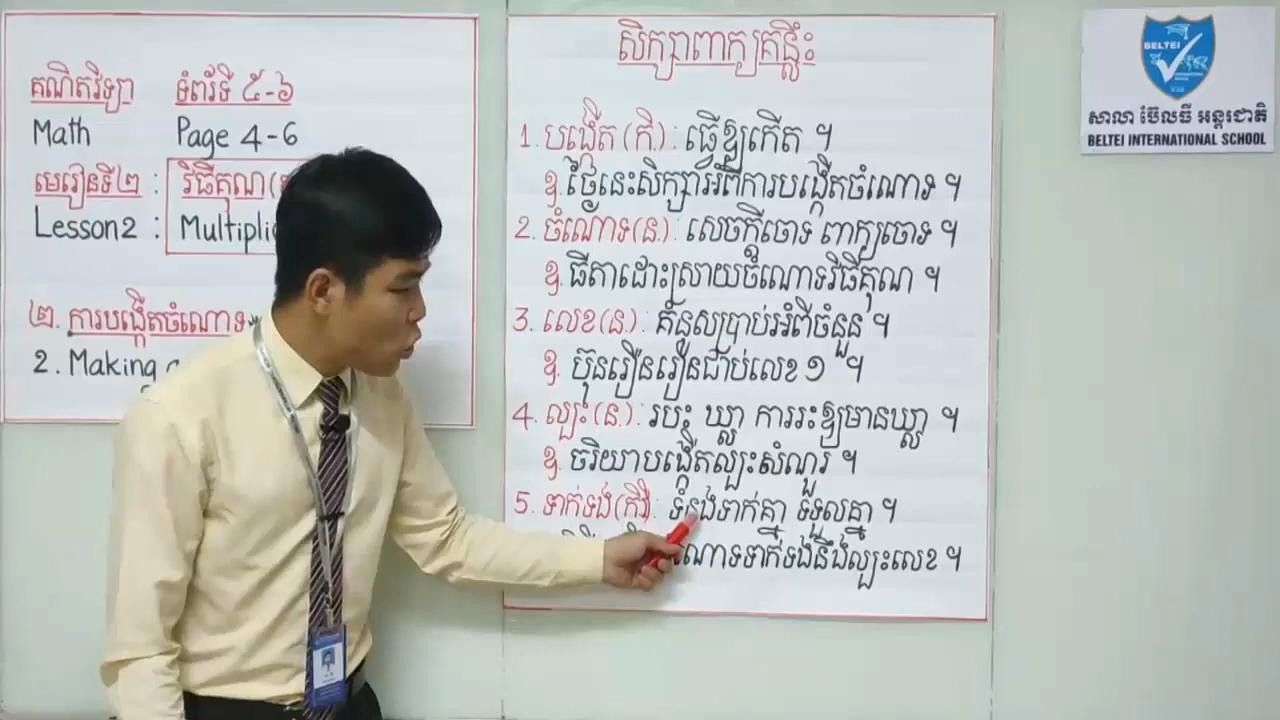 គណិតវិទ្យា ទំព័រទី ៥-៦
Math Page 4-6
មេរៀនទី២ : វិធីគុណ
Lesson2 : Multipli
២. ការបង្កើតចំណោទ
2. Making
សិក្សាពាក្យគន្លឹះ
1. បង្កើត (កិ) : ធ្វើឱ្យកើត ។
ឧ. ថ្ងៃនេះសិក្សាអំពីការបង្កើតចំណោទ ។
2. ចំណោទ(ន.) : សេចក្តីចោទ ពាក្យចោទ ។
ឧ. ធីតាដោះស្រាយចំណោទវិធីគុណ ។
3. លេខ(ន.) : គំនូសប្រាប់អំពីចំនួន ។
ឧ. ប៊ុនរឿនរៀនជាប់លេខ ១ ។
4. ល្បះ(ន.) : របះ ឃ្លា ការរះឱ្យមានឃ្លា ។
ឧ. ចរិយាបង្កើតល្បះសំណួរ ។
5. ទាក់ទង(កិ) : ទំនងទាក់គ្នា ទទួលគ្នា ។
ណោទទាក់ទងនឹងល្បះលេខ ។
BELTEI
សាលា ប៊ែលធី អន្តរជាតិ
BELTEI INTERNATIONAL SCHOOL